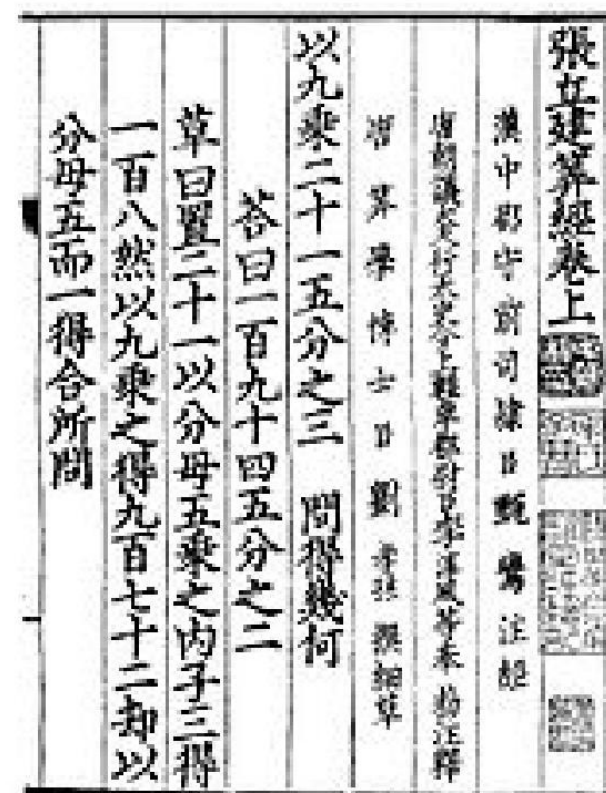 張丘建算經卷上
漢中郡守前司隸臣甄鸞注經
唐朝議大夫行太史令上輕車都尉臣李淳風等奉勑注釋
唐算學博士臣劉孝孫撰細草
以九乘二十一五分之三　問得幾何
荅曰一百九十四五分之二
草曰置二十一以分母五乘之内子三得
一百八然以九乘之得九百七十二却以
分母五而一得合所問